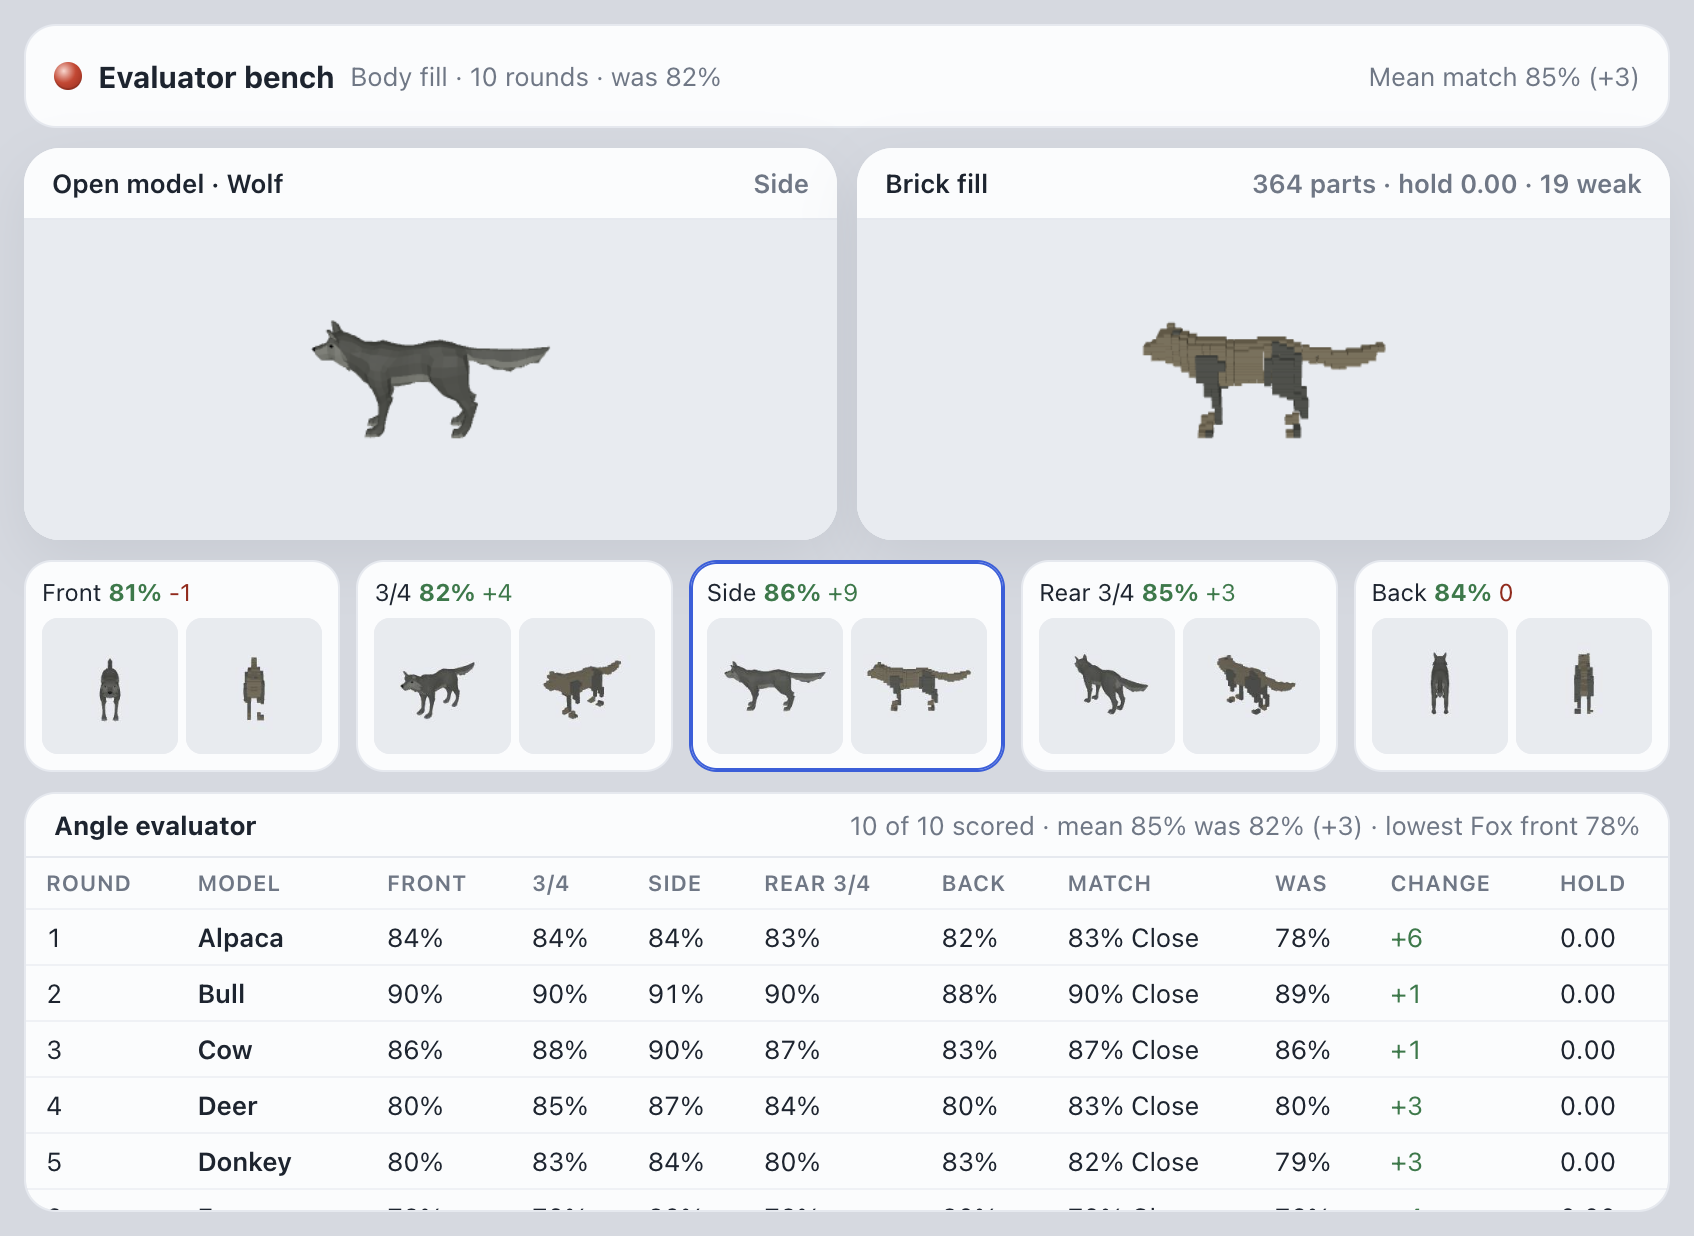 Evaluator bench Body fill · 10 rounds · was 82% Mean match 85% (+3)
Open model · Wolf Side
Brick fill 364 parts · hold 0.00 · 19 weak
Front 81% -1
3/4 82% +4
Side 86% +9
Rear 3/4 85% +3
Back 84% 0
Angle evaluator 10 of 10 scored · mean 85% was 82% (+3) · lowest Fox front 78%
ROUND MODEL FRONT 3/4 SIDE REAR 3/4 BACK MATCH WAS CHANGE HOLD
1 Alpaca 84% 84% 84% 83% 82% 83% Close 78% +6 0.00
2 Bull 90% 90% 91% 90% 88% 90% Close 89% +1 0.00
3 Cow 86% 88% 90% 87% 83% 87% Close 86% +1 0.00
4 Deer 80% 85% 87% 84% 80% 83% Close 80% +3 0.00
5 Donkey 80% 83% 84% 80% 83% 82% Close 79% +3 0.00